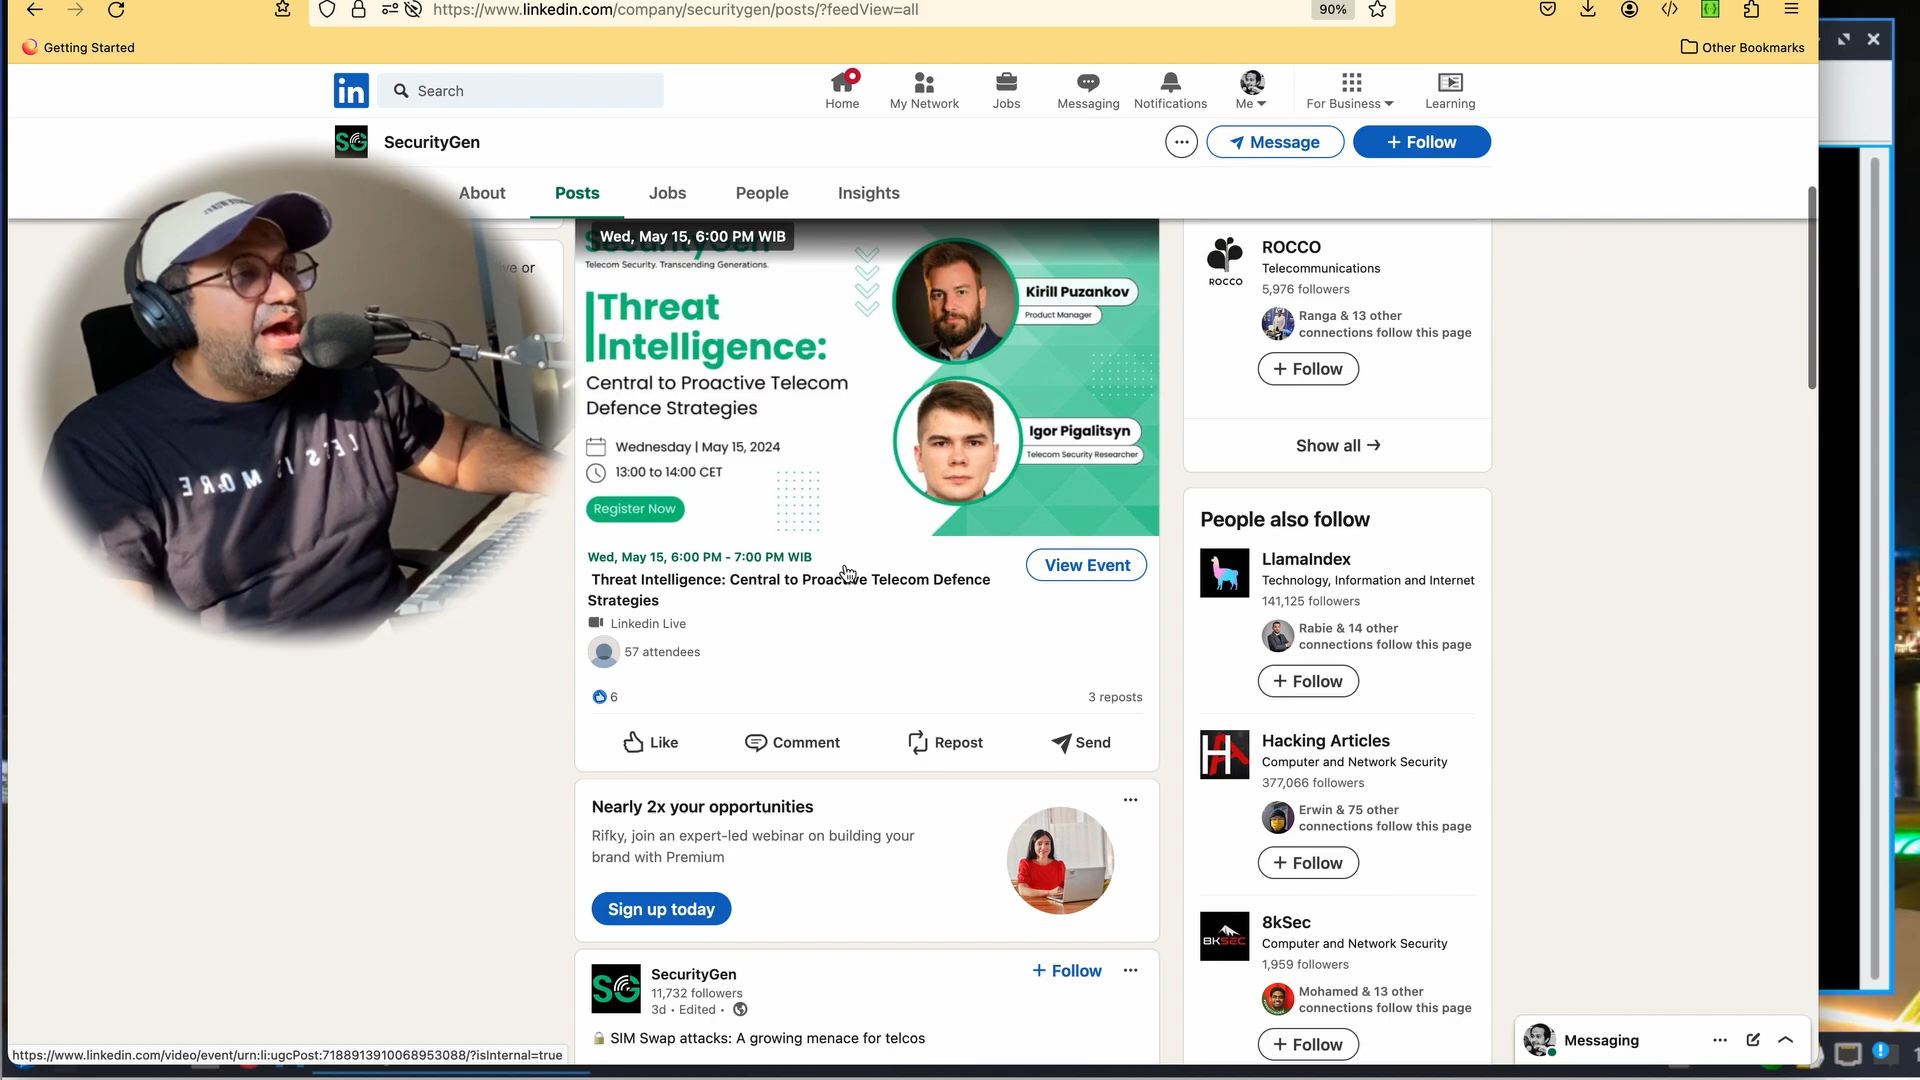 https://www.linkedin.com/company/securitygen/posts/?feedView=all
90%
Getting Started
Other Bookmarks
in
Search
Home
My Network
Jobs
Messaging
Notifications
Me
For Business
Learning
SG
SecurityGen
Message
+ Follow
About
Posts
Jobs
People
Insights
ive or
Wed, May 15, 6:00 PM WIB
SecurityGen
Telecom Security. Transcending Generations.
Threat
Intelligence:
Central to Proactive Telecom
Defence Strategies
Wednesday | May 15, 2024
13:00 to 14:00 CET
Register Now
Kirill Puzankov
Product Manager
Igor Pigalitsyn
Telecom Security Researcher
Wed, May 15, 6:00 PM - 7:00 PM WIB
Threat Intelligence: Central to Proactive Telecom Defence
Strategies
Linkedin Live
57 attendees
View Event
6
3 reposts
Like
Comment
Repost
Send
Nearly 2x your opportunities
Rifky, join an expert-led webinar on building your
brand with Premium
Sign up today
SG
SecurityGen
11,732 followers
3d • Edited •
+ Follow
SIM Swap attacks: A growing menace for telcos
ROCCO
ROCCO
Telecommunications
5,976 followers
Ranga & 13 other
connections follow this page
+ Follow
Show all →
People also follow
LlamaIndex
Technology, Information and Internet
141,125 followers
Rabie & 14 other
connections follow this page
+ Follow
HA
Hacking Articles
Computer and Network Security
377,066 followers
Erwin & 75 other
connections follow this page
+ Follow
8KSEC
8kSec
Computer and Network Security
1,959 followers
Mohamed & 13 other
connections follow this page
+ Follow
Messaging
https://www.linkedin.com/video/event/urn:li:ugcPost:7188913910068953088/?isInternal=true
LET'S
MORE